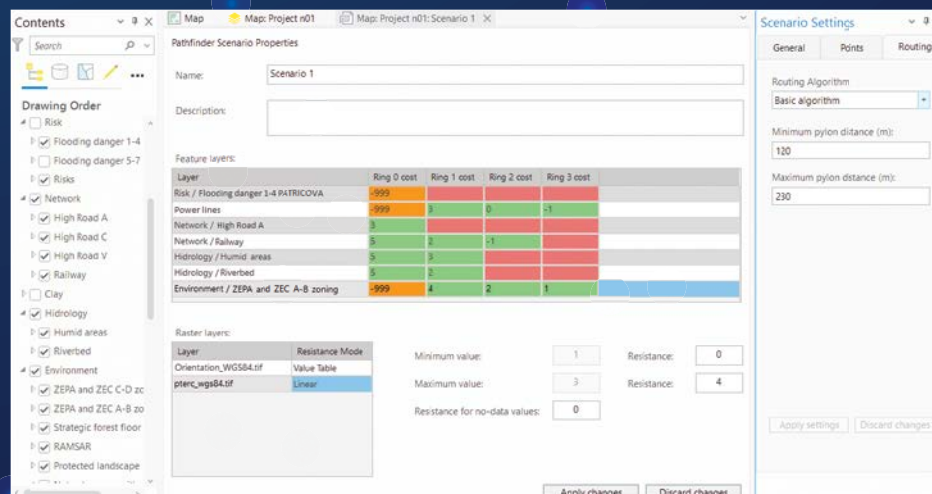 Contents
Search
Drawing Order
Risk
Flooding danger 1-4
Flooding danger 5-7
Risks
Network
High Road A
High Road C
High Road V
Railway
Clay
Hidrology
Humid areas
Riverbed
Environment
ZEPA and ZEC C-D zo
ZEPA and ZEC A-B zo
Strategic forest floor
RAMSAR
Protected landscape
Map Map: Project n01 Map: Project n01: Scenario 1
Pathfinder Scenario Properties
Name: Scenario 1
Description:
Feature layers:
Layer Ring 0 cost Ring 1 cost Ring 2 cost Ring 3 cost
Risk / Flooding danger 1-4 PATRICOVA -999
Power lines -999 3 0 -1
Network / High Road A 3
Network / Railway 5 2 -1
Hidrology / Humid areas 5 3
Hidrology / Riverbed 5 2
Environment / ZEPA and ZEC A-B zoning -999 4 2 1
Raster layers:
Layer Resistance Mode
Orientation_WGS84.tif Value Table
pterc_wgs84.tif Linear
Minimum value: 1 Resistance: 0
Maximum value: 3 Resistance: 4
Resistance for no-data values: 0
Apply changes Discard changes
Scenario Settings
General Points Routing
Routing Algorithm
Basic algorithm
Minimum pylon ditance (m):
120
Maximum pylon dstance (m):
230
Apply settings Discard changes